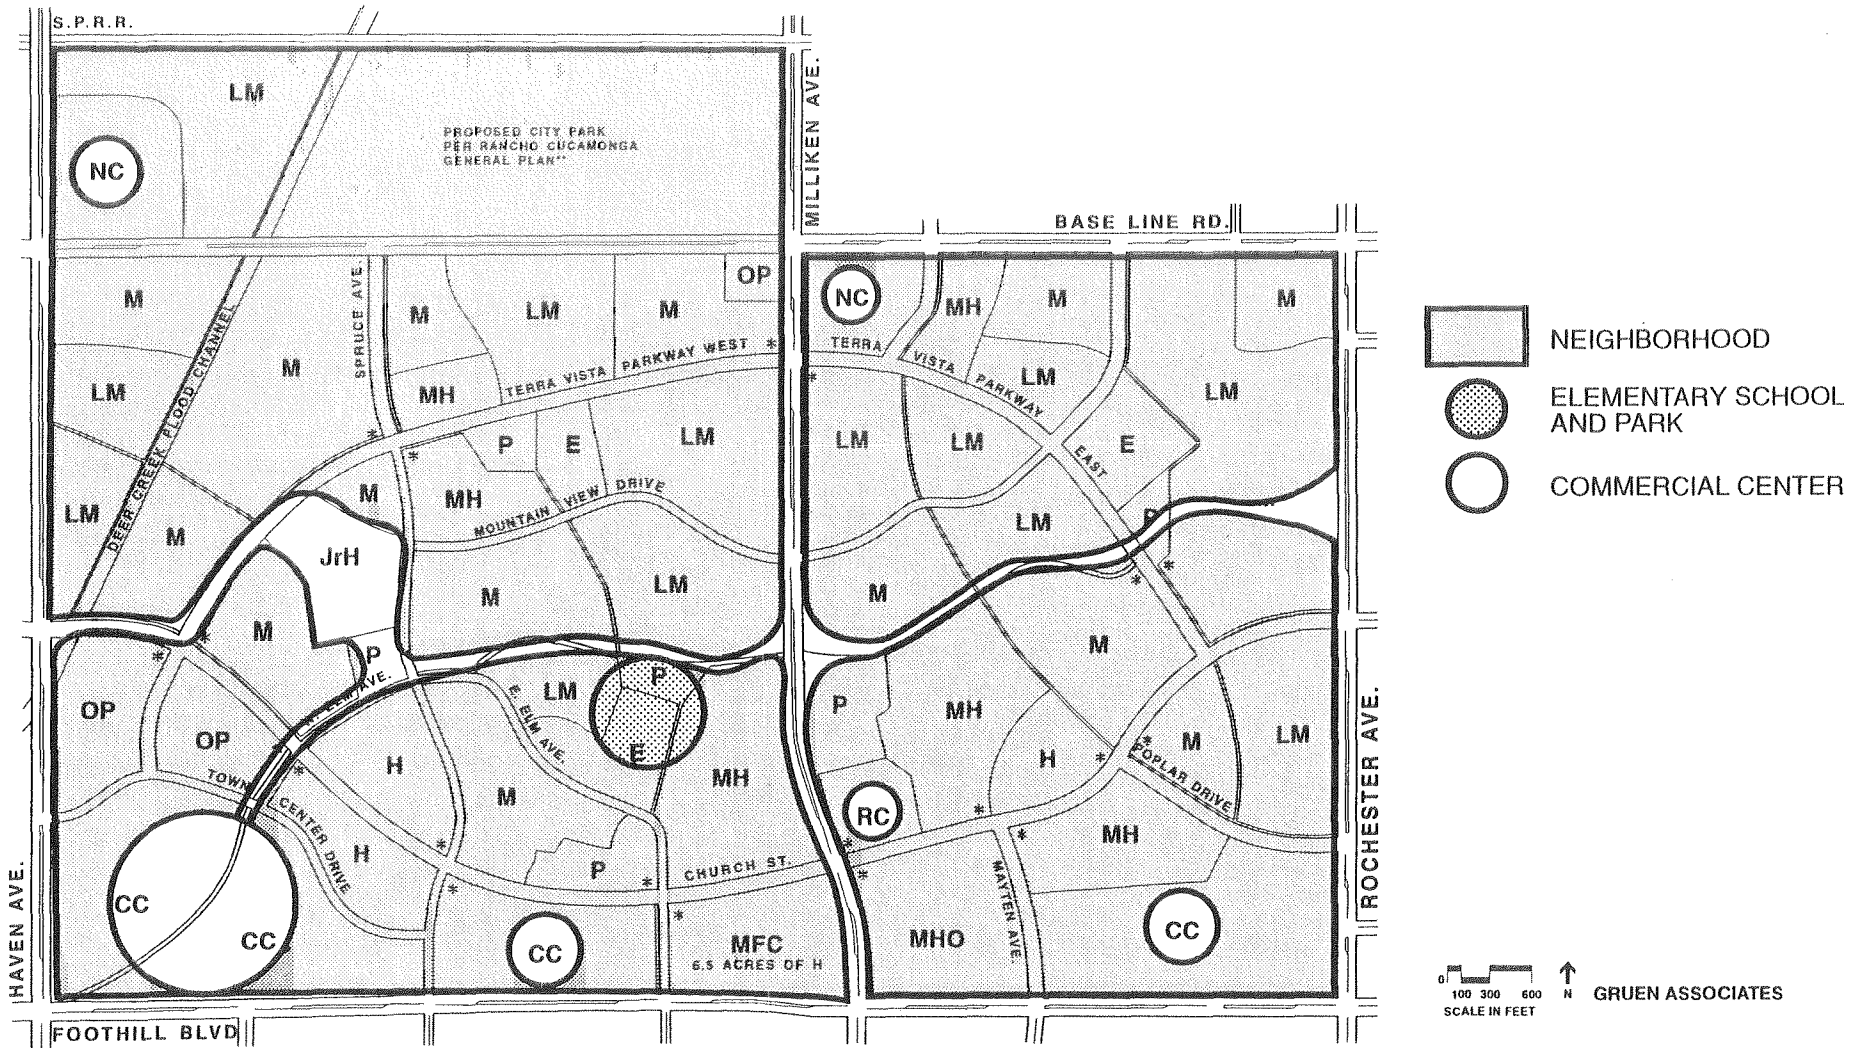 S.P.R.R.
LM
NC
PROPOSED CITY PARK
PER RANCHO CUCAMONGA
GENERAL PLAN**
MILLIKEN AVE.
BASE LINE RD.
M
DEER CREEK FLOOD CHANNEL
M
SPRUCE AVE.
M
LM
M
OP
NC
MH
M
M
LM
MH
TERRA VISTA PARKWAY WEST
TERRA VISTA PARKWAY EAST
LM
LM
P
E
LM
LM
LM
E
LM
M
M
MH
MOUNTAIN VIEW DRIVE
LM
P
JrH
M
LM
M
M
P
M
OP
OP
W. ELM AVE.
LM
E. ELM AVE.
P
E
MH
P
MH
H
M
LM
POPLAR DRIVE
H
M
RC
MH
TOWN CENTER DRIVE
H
P
CHURCH ST.
MAYTEN AVE.
CC
CC
CC
MFC
6.5 ACRES OF H
MHO
CC
HAVEN AVE.
ROCHESTER AVE.
FOOTHILL BLVD
NEIGHBORHOOD
ELEMENTARY SCHOOL
AND PARK
COMMERCIAL CENTER
0 100 300 600
SCALE IN FEET
N
GRUEN ASSOCIATES